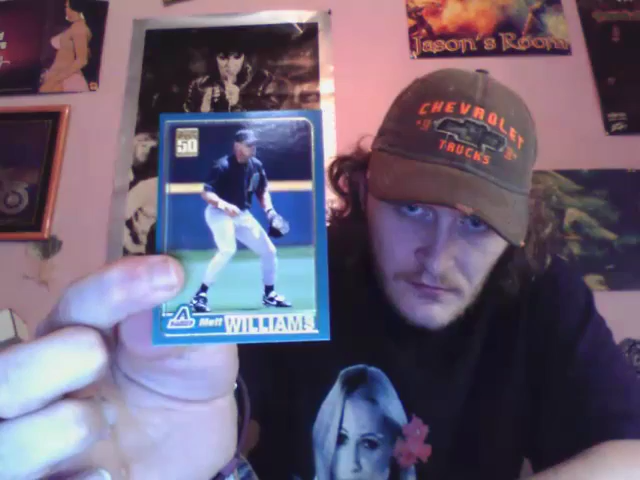 Jason's Room
CHEVROLET
TRUCKS
50
A
Matt WILLIAMS